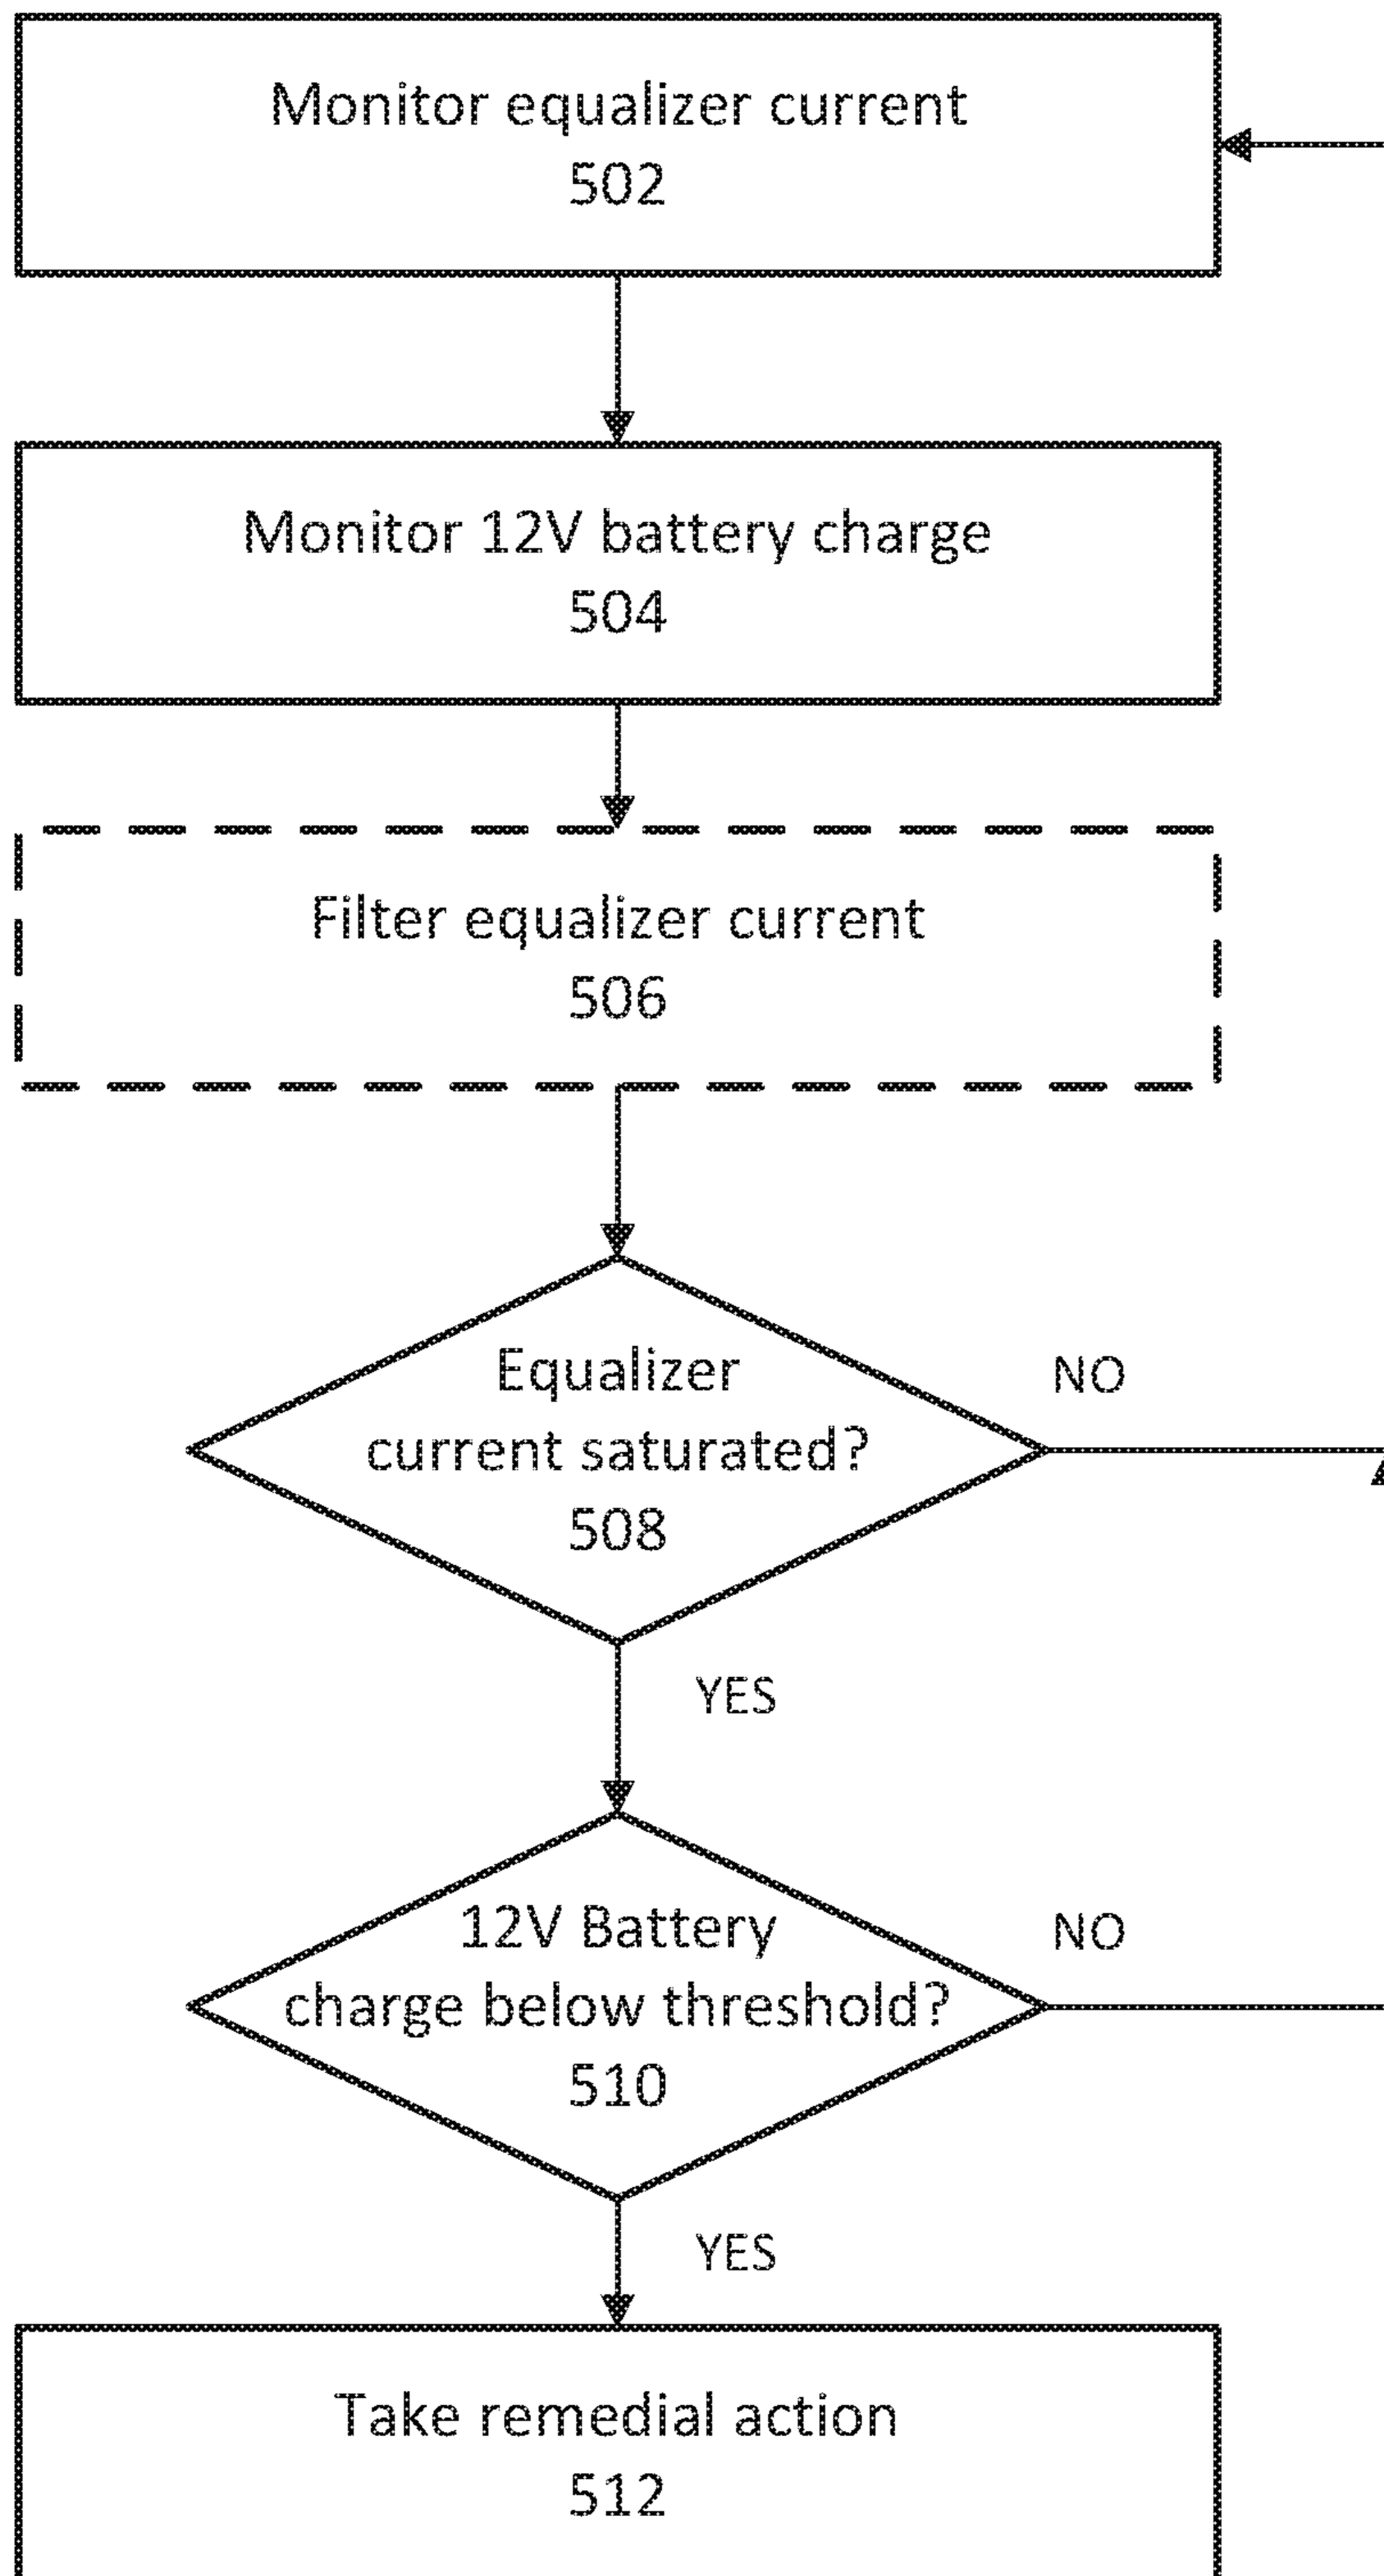 Monitor equalizer current
502
Monitor 12V battery charge
504
Filter equalizer current
506
Equalizer
current saturated?
508
NO
YES
12V Battery
charge below threshold?
510
NO
YES
Take remedial action
512